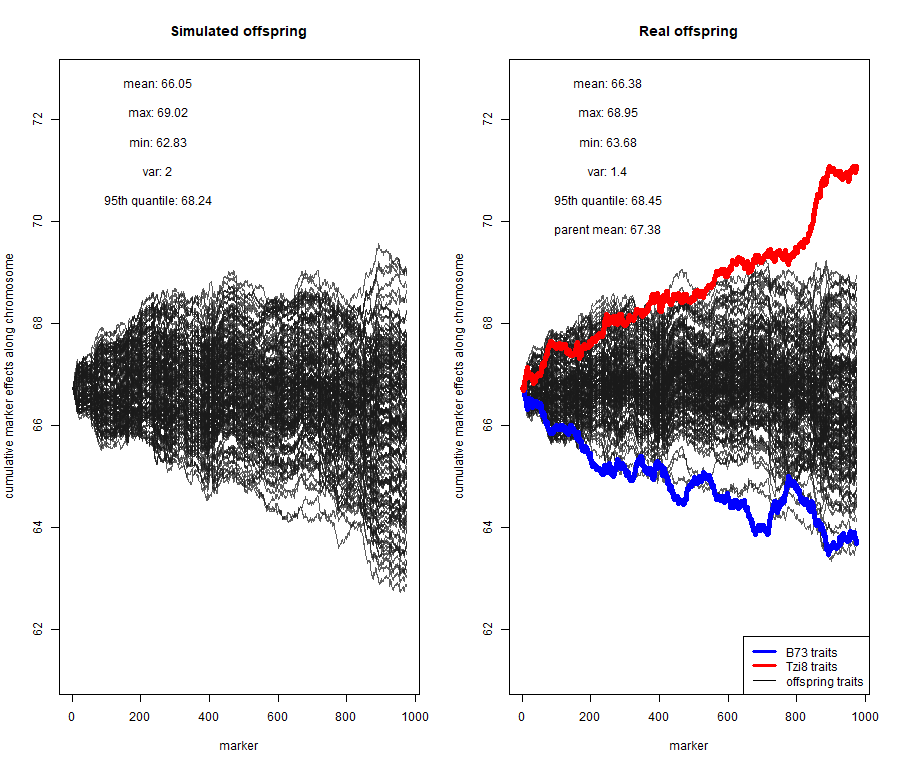 Simulated offspring
mean: 66.05
max: 69.02
min: 62.83
var: 2
95th quantile: 68.24
cumulative marker effects along chromosome
72
70
68
66
64
62
0 200 400 600 800 1000
marker
Real offspring
mean: 66.38
max: 68.95
min: 63.68
var: 1.4
95th quantile: 68.45
parent mean: 67.38
cumulative marker effects along chromosome
72
70
68
66
64
62
B73 traits
Tzi8 traits
offspring traits
0 200 400 600 800 1000
marker